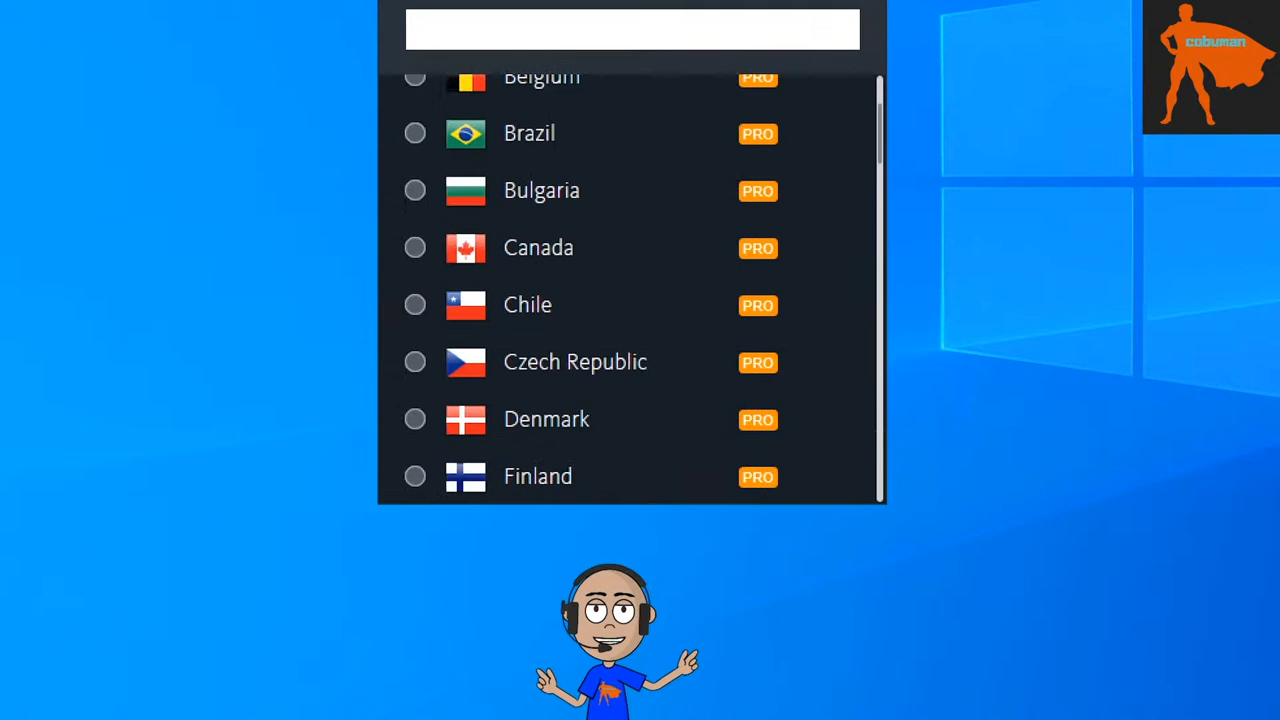 cobuman
Belgium PRO
Brazil PRO
Bulgaria PRO
Canada PRO
Chile PRO
Czech Republic PRO
Denmark PRO
Finland PRO